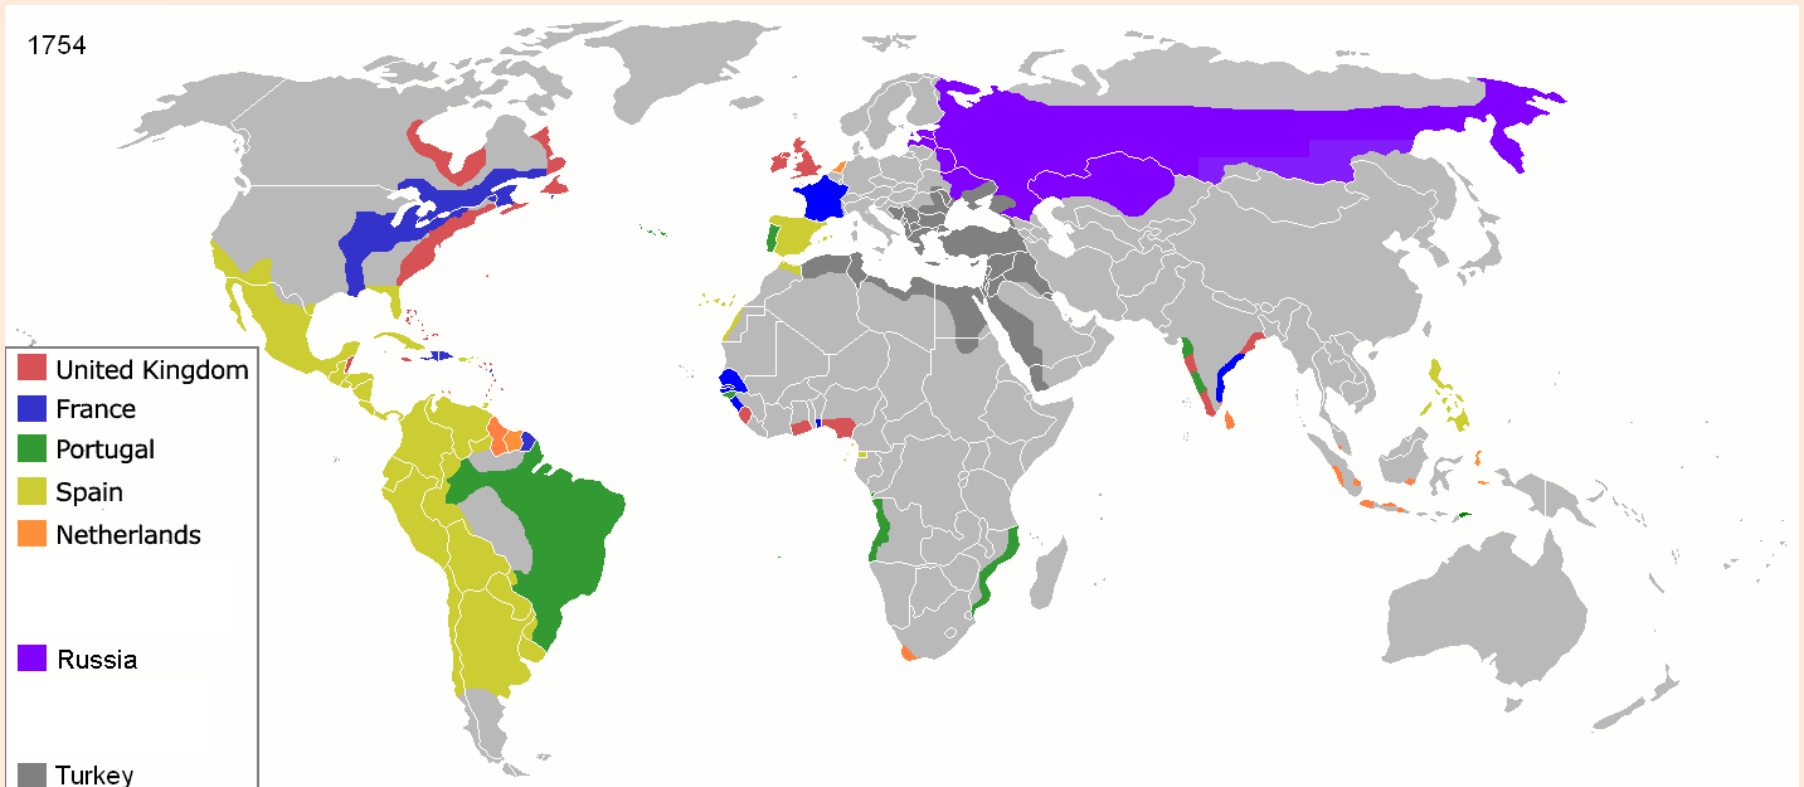 1754
United Kingdom
France
Portugal
Spain
Netherlands
Russia
Turkey